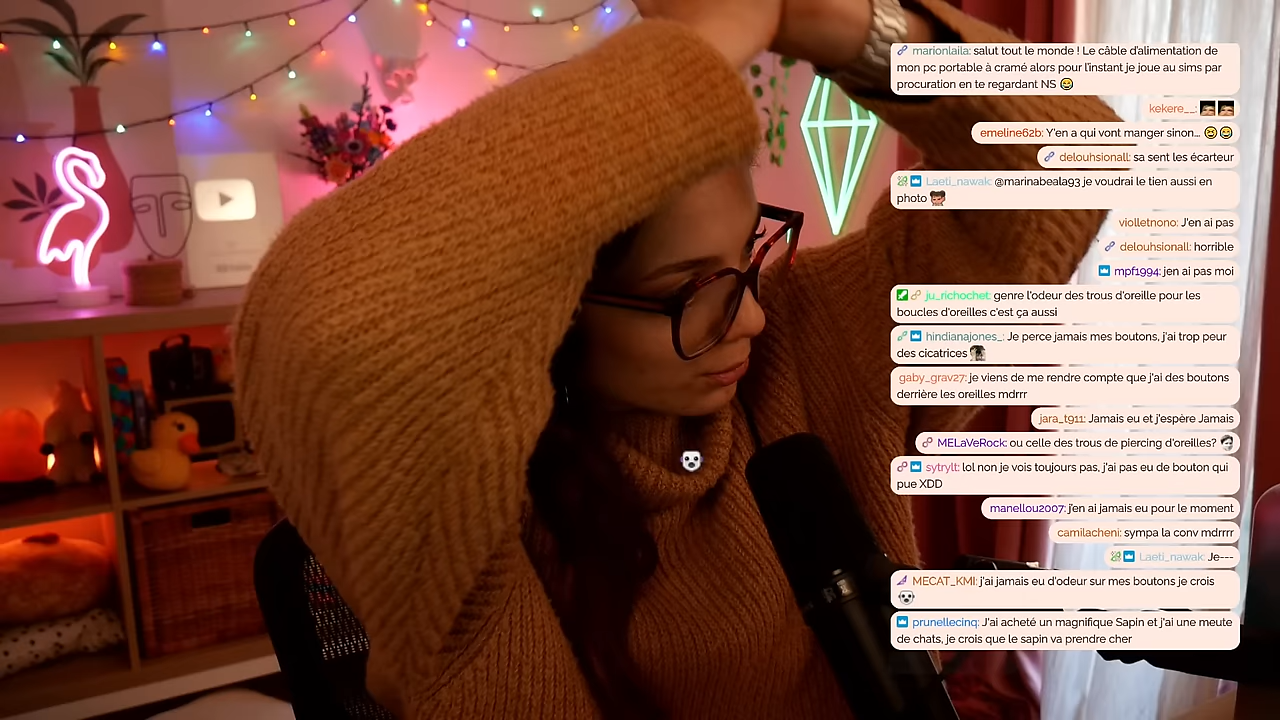 marionlaila: salut tout le monde ! Le câble d'alimentation de
mon pc portable à cramé alors pour l'instant je joue au sims par
procuration en te regardant NS 😂
kekere__:
emeline62b: Y'en a qui vont manger sinon... 😆 😅
delouhsionall: sa sent les écarteur
Laeti_nawak: @marinabeala93 je voudrai le tien aussi en
photo
violletnono: J'en ai pas
delouhsionall: horrible
mpf1994: jen ai pas moi
ju_richochet: genre l'odeur des trous d'oreille pour les
boucles d'oreilles c'est ça aussi
hindianajones_: Je perce jamais mes boutons, j'ai trop peur
des cicatrices
gaby_grav27: je viens de me rendre compte que j'ai des boutons
derrière les oreilles mdrrr
jara_t911: Jamais eu et j'espère Jamais
MELaVeRock: ou celle des trous de piercing d'oreilles?
sytrylt: lol non je vois toujours pas, j'ai pas eu de bouton qui
pue XDD
manellou2007: j'en ai jamais eu pour le moment
camilacheni: sympa la conv mdrrrr
Laeti_nawak: Je---
MECAT_KMI: j'ai jamais eu d'odeur sur mes boutons je crois
prunellecinq: J'ai acheté un magnifique Sapin et j'ai une meute
de chats, je crois que le sapin va prendre cher